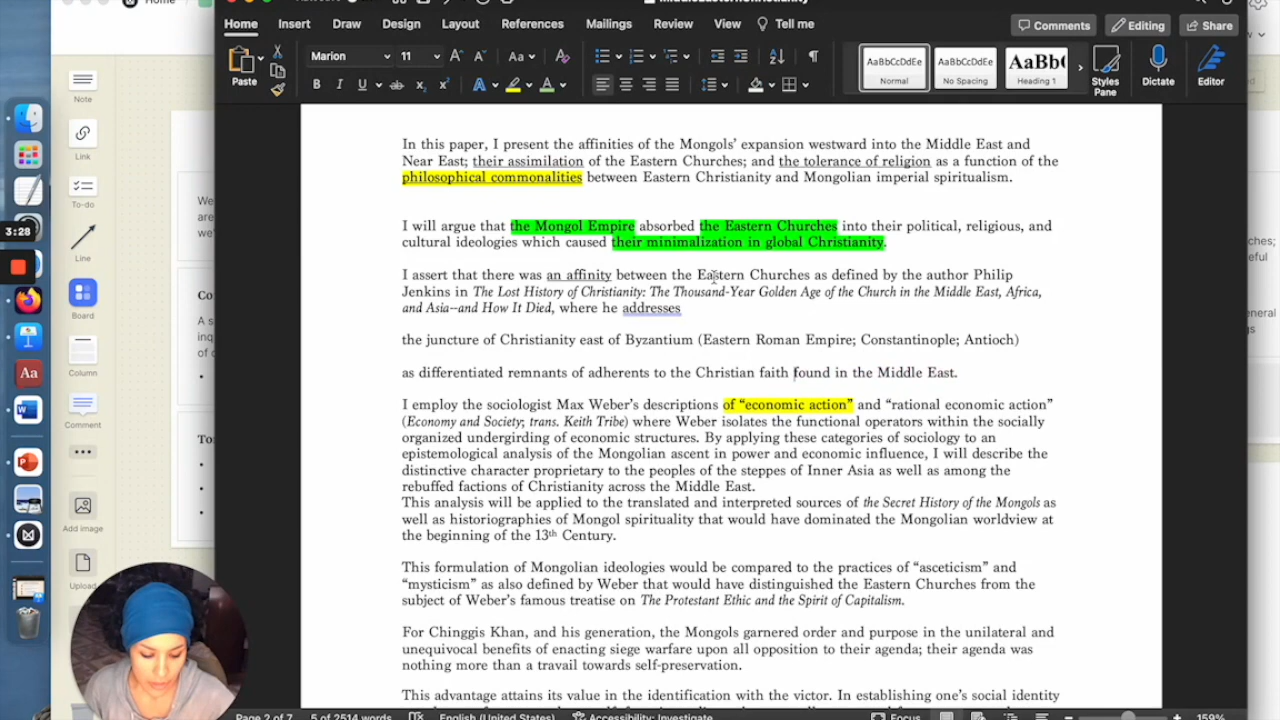 Home
Home
Insert
Draw
Design
Layout
References
Mailings
Review
View
Tell me
Comments
Editing
Share
Paste
Marion
11
Aa
B
I
U
AaBbCcDdEe
Normal
AaBbCcDdEe
No Spacing
AaBb(
Heading 1
Styles
Pane
Dictate
Editor
Note
Link
To-do
Line
Board
Column
Comment
Add image
Upload
3:28
Aa
In this paper, I present the affinities of the Mongols' expansion westward into the Middle East and
Near East; their assimilation of the Eastern Churches; and the tolerance of religion as a function of the
philosophical commonalities between Eastern Christianity and Mongolian imperial spiritualism.
I will argue that the Mongol Empire absorbed the Eastern Churches into their political, religious, and
cultural ideologies which caused their minimalization in global Christianity.
I assert that there was an affinity between the Eastern Churches as defined by the author Philip
Jenkins in The Lost History of Christianity: The Thousand-Year Golden Age of the Church in the Middle East, Africa,
and Asia--and How It Died, where he addresses
the juncture of Christianity east of Byzantium (Eastern Roman Empire; Constantinople; Antioch)
as differentiated remnants of adherents to the Christian faith found in the Middle East.
I employ the sociologist Max Weber's descriptions of “economic action” and “rational economic action”
(Economy and Society; trans. Keith Tribe) where Weber isolates the functional operators within the socially
organized undergirding of economic structures. By applying these categories of sociology to an
epistemological analysis of the Mongolian ascent in power and economic influence, I will describe the
distinctive character proprietary to the peoples of the steppes of Inner Asia as well as among the
rebuffed factions of Christianity across the Middle East.
This analysis will be applied to the translated and interpreted sources of the Secret History of the Mongols as
well as historiographies of Mongol spirituality that would have dominated the Mongolian worldview at
the beginning of the 13th Century.
This formulation of Mongolian ideologies would be compared to the practices of “asceticism” and
“mysticism” as also defined by Weber that would have distinguished the Eastern Churches from the
subject of Weber's famous treatise on The Protestant Ethic and the Spirit of Capitalism.
For Chinggis Khan, and his generation, the Mongols garnered order and purpose in the unilateral and
unequivocal benefits of enacting siege warfare upon all opposition to their agenda; their agenda was
nothing more than a travail towards self-preservation.
This advantage attains its value in the identification with the victor. In establishing one's social identity
Page 2 of 7
5 of 2514 words
English (United States)
Accessibility: Investigate
Focus
159%